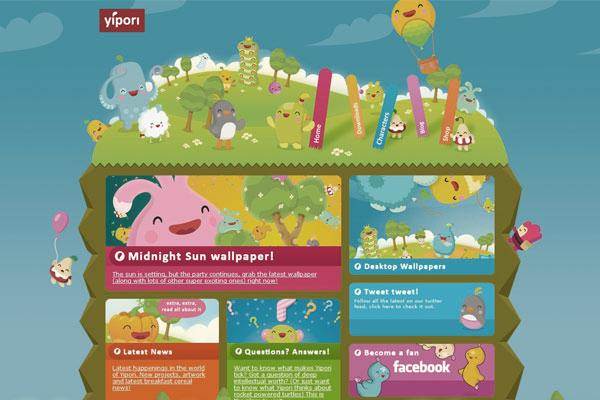 yipori
Home
Downloads
Characters
Blog
Shop
Midnight Sun wallpaper!
The sun is setting, but the party continues, grab the latest wallpaper
(along with lots of other super exciting ones) right now!
Desktop Wallpapers
Tweet tweet!
Follow all the latest on our twitter
feed, click here to check it out.
extra, extra,
read all about it
Latest News
Latest happenings in the world
of Yipori. New projects, artwork
and latest breakfast cereal
news!
Questions? Answers!
Want to know what makes Yipori
tick? Got a question of deep
intellectual worth? (Or just want
to know what Yipori thinks about
rocket powered turtles) This is
Become a fan
facebook